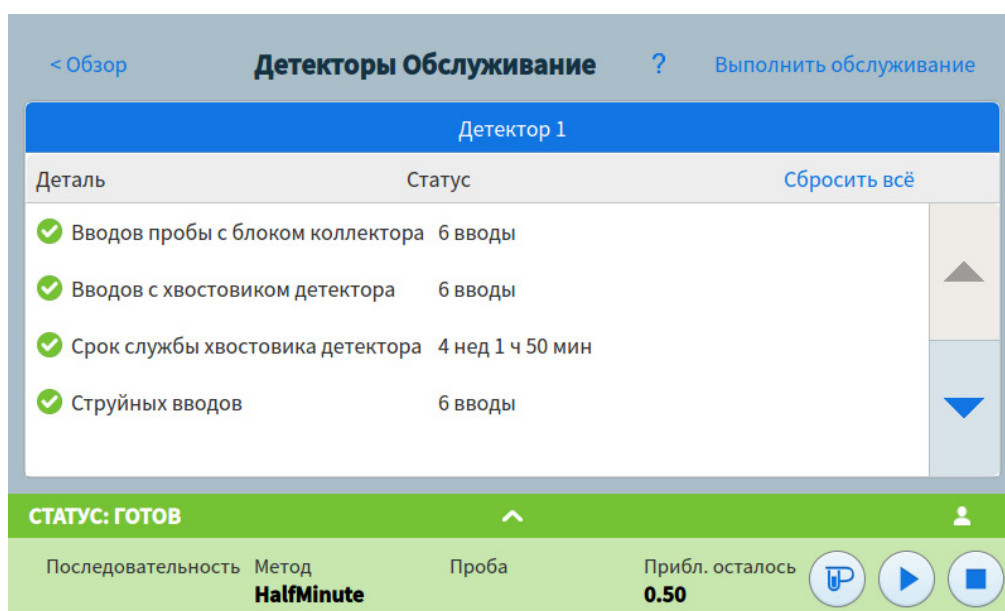 < Обзор Детекторы Обслуживание ? Выполнить обслуживание
Детектор 1
Деталь Статус Сбросить всё
Вводов пробы с блоком коллектора 6 вводы
Вводов с хвостовиком детектора 6 вводы
Срок службы хвостовика детектора 4 нед 1 ч 50 мин
Струйных вводов 6 вводы
СТАТУС: ГОТОВ
Последовательность Метод Проба Прибл. осталось
HalfMinute 0.50